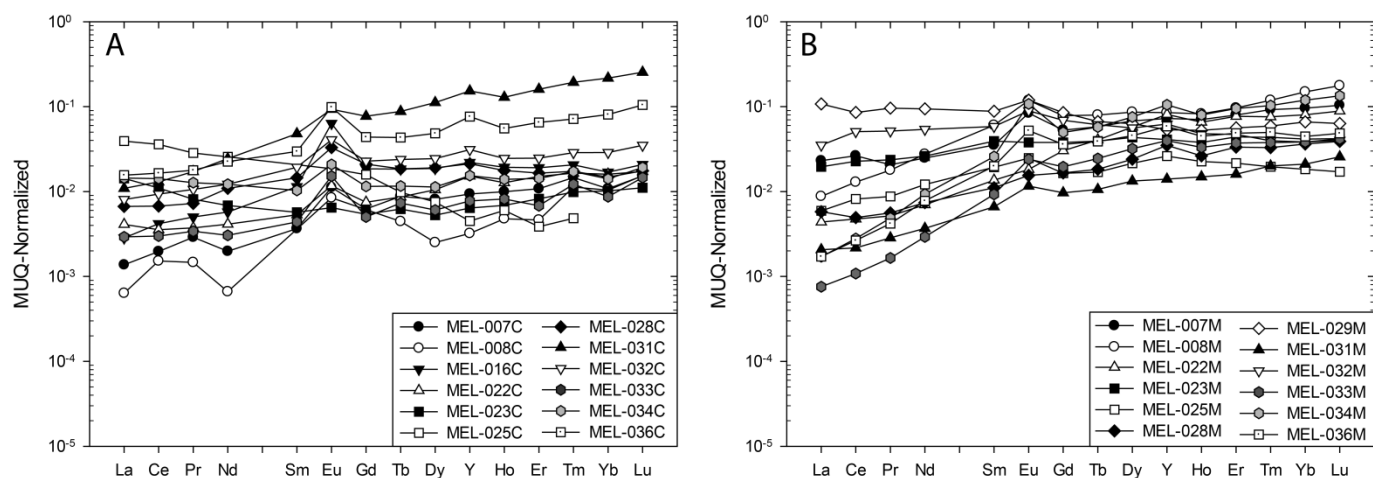 A
MUQ-Normalized
10⁰
10⁻¹
10⁻²
10⁻³
10⁻⁴
10⁻⁵
MEL-007C
MEL-008C
MEL-016C
MEL-022C
MEL-023C
MEL-025C
MEL-028C
MEL-031C
MEL-032C
MEL-033C
MEL-034C
MEL-036C
La Ce Pr Nd Sm Eu Gd Tb Dy Y Ho Er Tm Yb Lu
B
MUQ-Normalized
10⁰
10⁻¹
10⁻²
10⁻³
10⁻⁴
10⁻⁵
MEL-007M
MEL-008M
MEL-022M
MEL-023M
MEL-025M
MEL-028M
MEL-029M
MEL-031M
MEL-032M
MEL-033M
MEL-034M
MEL-036M
La Ce Pr Nd Sm Eu Gd Tb Dy Y Ho Er Tm Yb Lu